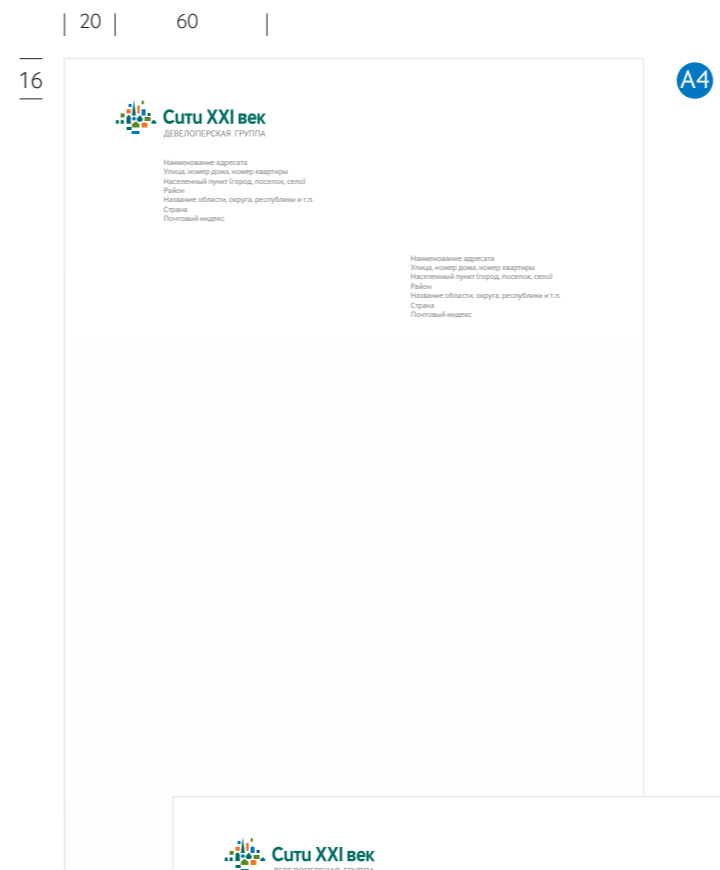 20 60
16
A4
Сити XXI век
ДЕВЕЛОПЕРСКАЯ ГРУППА
Наименование адресата
Улица, номер дома, номер квартиры
Населенный пункт (город, поселок, село)
Район
Название области, округа, республики и т.п.
Страна
Почтовый индекс
Наименование адресата
Улица, номер дома, номер квартиры
Населенный пункт (город, поселок, село)
Район
Название области, округа, республики и т.п.
Страна
Почтовый индекс
Сити XXI век
ДЕВЕЛОПЕРСКАЯ ГРУППА